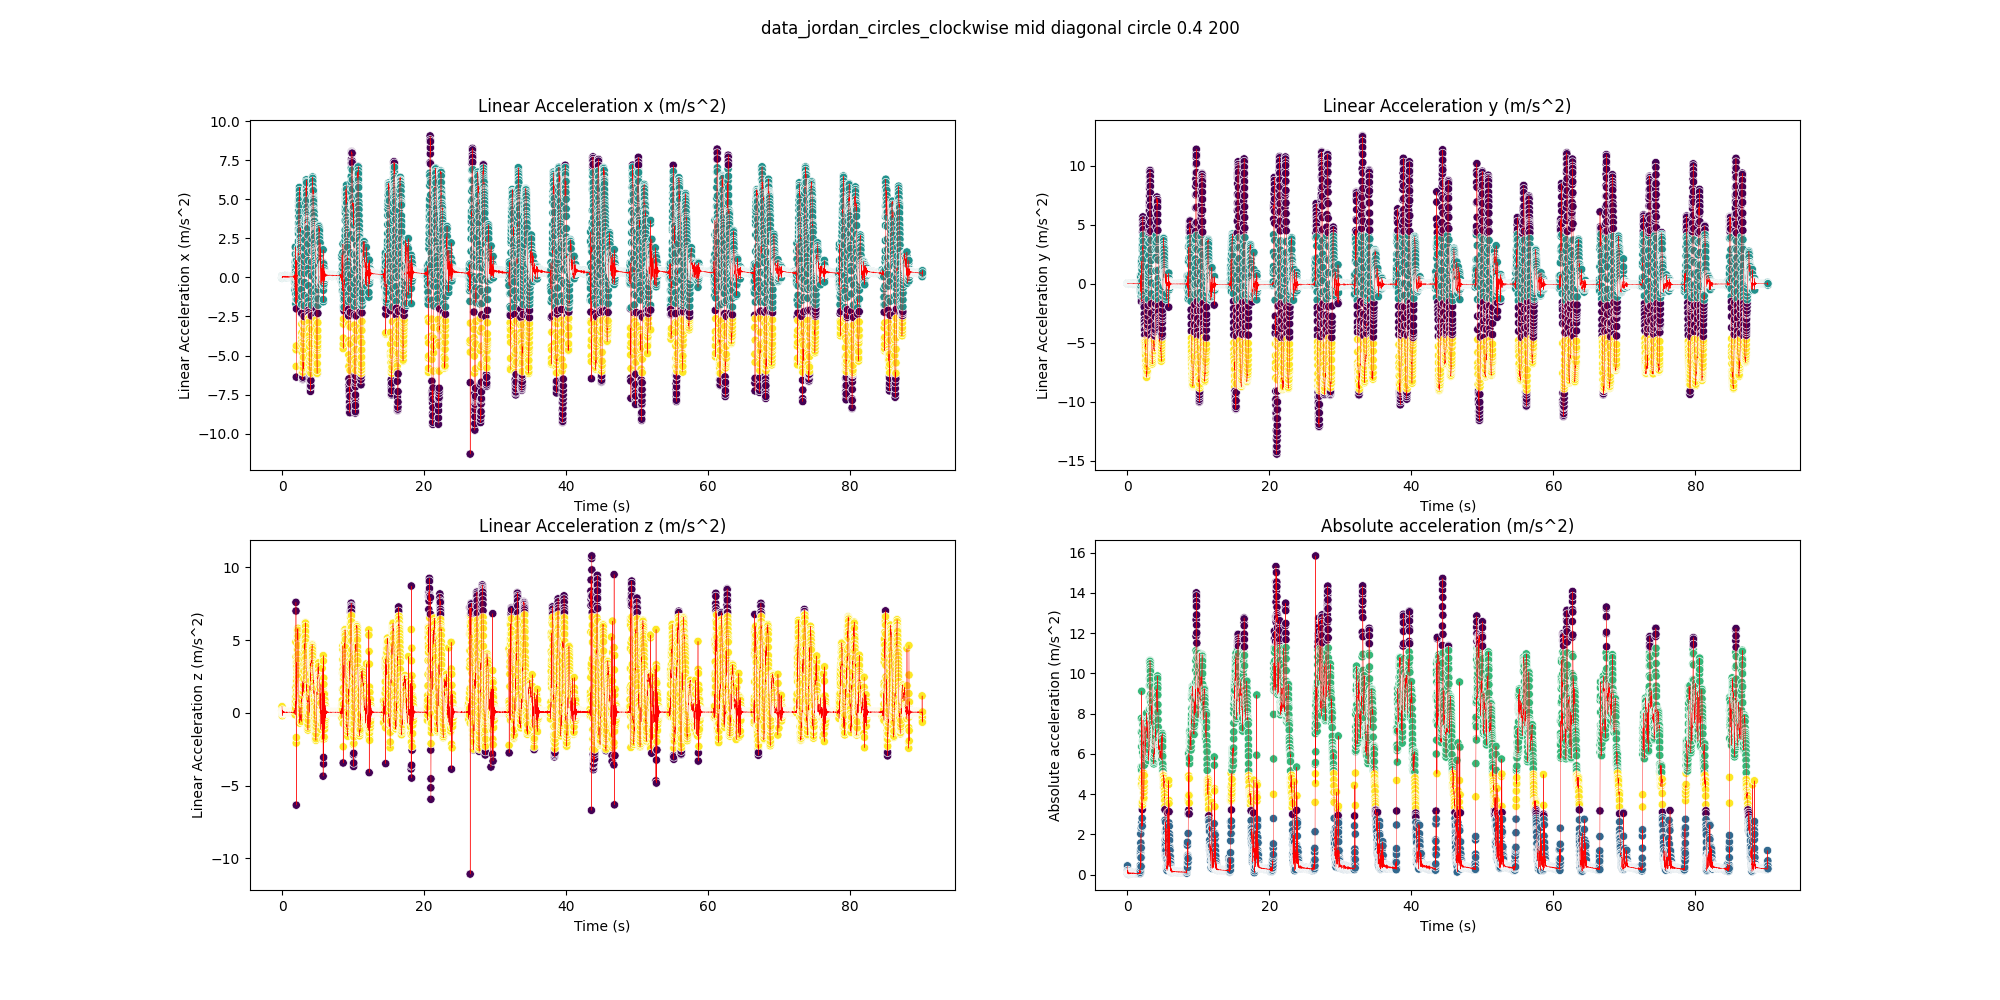 data_jordan_circles_clockwise mid diagonal circle 0.4 200
Linear Acceleration x (m/s^2)
Linear Acceleration x (m/s^2)
10.0
7.5
5.0
2.5
0.0
−2.5
−5.0
−7.5
−10.0
0 20 40 60 80
Time (s)
Linear Acceleration y (m/s^2)
Linear Acceleration y (m/s^2)
10
5
0
−5
−10
−15
0 20 40 60 80
Time (s)
Linear Acceleration z (m/s^2)
Linear Acceleration z (m/s^2)
10
5
0
−5
−10
0 20 40 60 80
Time (s)
Absolute acceleration (m/s^2)
Absolute acceleration (m/s^2)
16
14
12
10
8
6
4
2
0
0 20 40 60 80
Time (s)